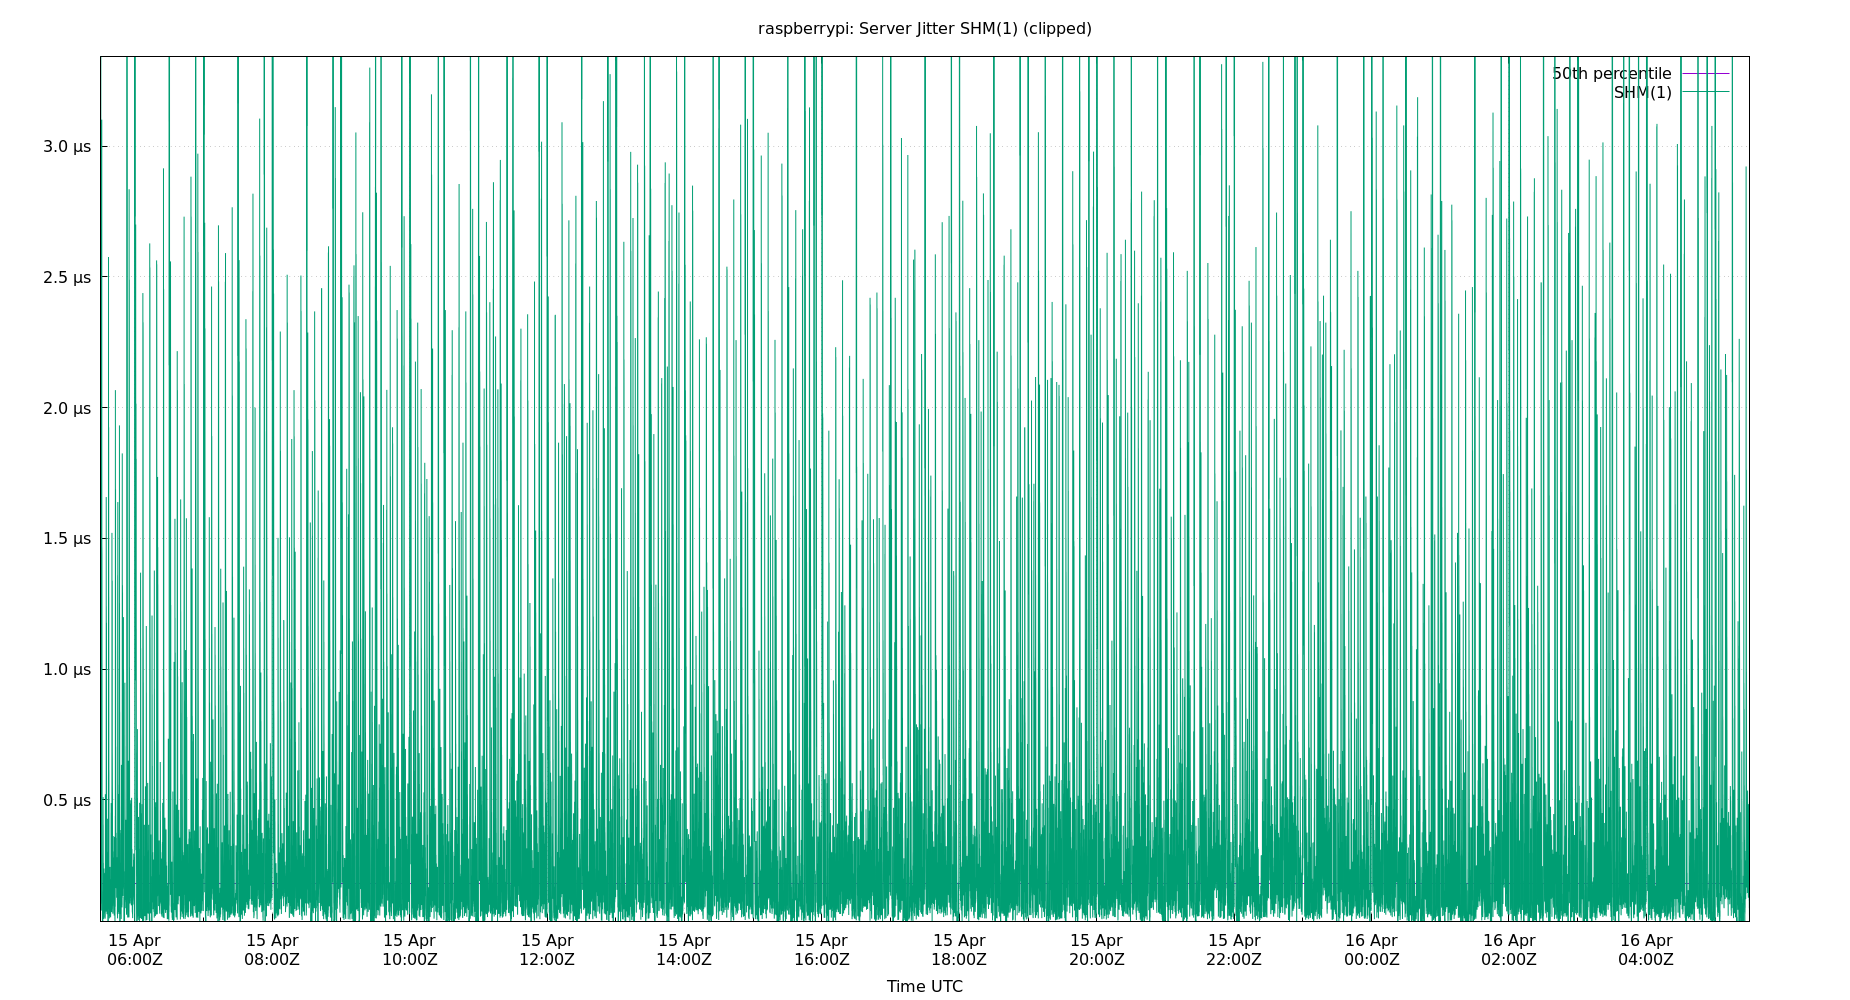 raspberrypi: Server Jitter SHM(1) (clipped)
50th percentile
SHM(1)
3.0 µs
2.5 µs
2.0 µs
1.5 µs
1.0 µs
0.5 µs
15 Apr 15 Apr 15 Apr 15 Apr 15 Apr 15 Apr 15 Apr 15 Apr 15 Apr 16 Apr 16 Apr 16 Apr
06:00Z 08:00Z 10:00Z 12:00Z 14:00Z 16:00Z 18:00Z 20:00Z 22:00Z 00:00Z 02:00Z 04:00Z
Time UTC